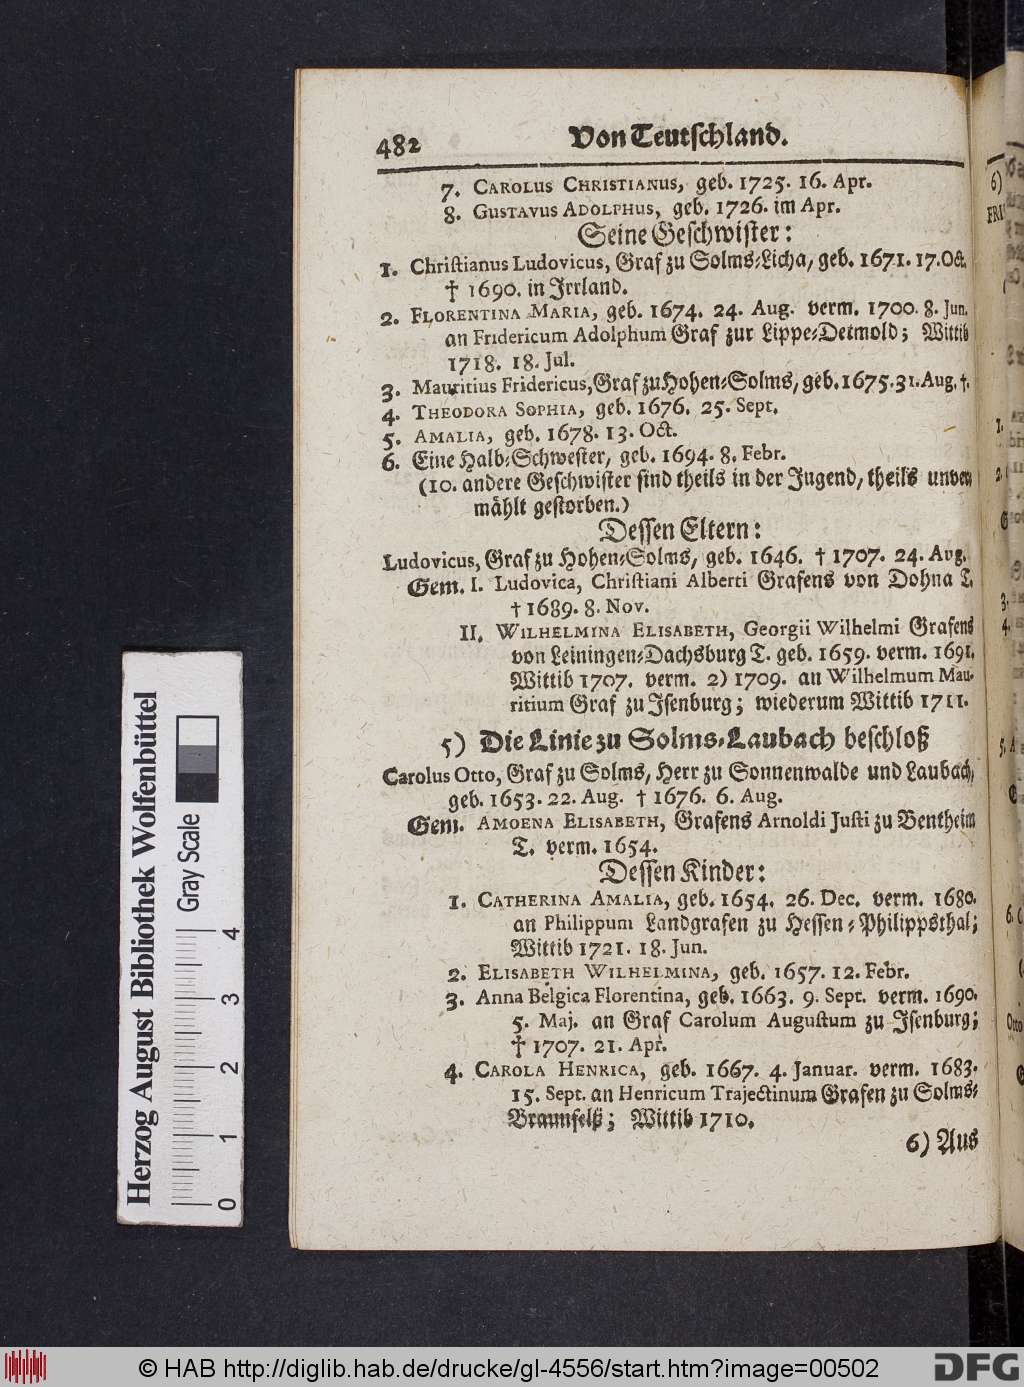 482 Von Teutschland.
7. CAROLUS CHRISTIANUS, geb. 1725. 16. Apr.
8. GUSTAVUS ADOLPHUS, geb. 1726. im Apr.
Seine Geschwister:
1. Christianus Ludovicus, Graf zu Solms-Licha, geb. 1671. 17. Oct.
† 1690. in Irrland.
2. FLORENTINA MARIA, geb. 1674. 24. Aug. verm. 1700. 8. Jun.
an Fridericum Adolphum Graf zur Lippe-Detmold; Wittib
1718. 18. Jul.
3. Mauritius Fridericus, Graf zu Hohen-Solms, geb. 1675. 31. Aug. †.
4. THEODORA SOPHIA, geb. 1676. 25. Sept.
5. AMALIA, geb. 1678. 13. Oct.
6. Eine Halb-Schwester, geb. 1694. 8. Febr.
(10. andere Geschwister sind theils in der Jugend, theils unver
mählt gestorben.)
Dessen Eltern:
Ludovicus, Graf zu Hohen-Solms, geb. 1646. † 1707. 24. Aug.
Gem. I. Ludovica, Christiani Alberti Grafens von Dohna T.
† 1689. 8. Nov.
II. WILHELMINA ELISABETH, Georgii Wilhelmi Grafens
von Leiningen-Dachsburg T. geb. 1659. verm. 1691.
Wittib 1707. verm. 2) 1709. an Wilhelmum Mau-
ritium Graf zu Isenburg; wiederum Wittib 1711.
5) Die Linie zu Solms-Laubach beschloß
Carolus Otto, Graf zu Solms, Herr zu Sonnenwalde und Laubach,
geb. 1653. 22. Aug. † 1676. 6. Aug.
Gem. AMOENA ELISABETH, Grafens Arnoldi Justi zu Bentheim
T. verm. 1654.
Dessen Kinder:
1. CATHERINA AMALIA, geb. 1654. 26. Dec. verm. 1680.
an Philippum Landgrafen zu Hessen-Philippsthal;
Wittib 1721. 18. Jun.
2. ELISABETH WILHELMINA, geb. 1657. 12. Febr.
3. Anna Belgica Florentina, geb. 1663. 9. Sept. verm. 1690.
5. Maj. an Graf Carolum Augustum zu Isenburg;
† 1707. 21. Apr.
4. CAROLA HENRICA, geb. 1667. 4. Januar. verm. 1683.
15. Sept. an Henricum Trajectinum Grafen zu Solms-
Braunfelß; Wittib 1710.
6) Aus
Herzog August Bibliothek Wolfenbüttel
Gray Scale
0 1 2 3 4
© HAB http://diglib.hab.de/drucke/gl-4556/start.htm?image=00502
DFG